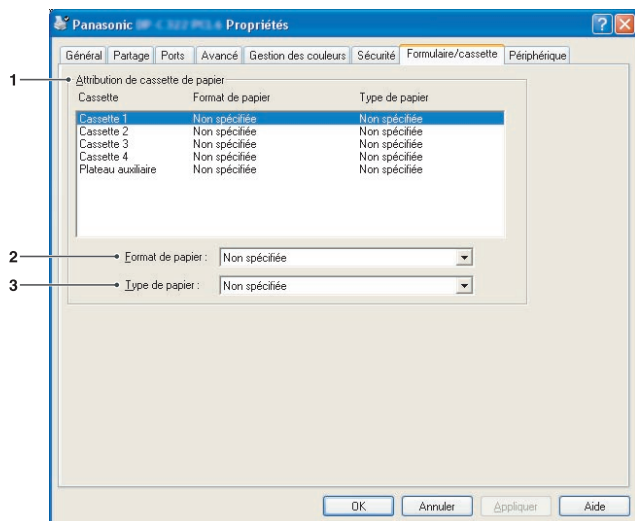 Panasonic Propriétés
Général Partage Ports Avancé Gestion des couleurs Sécurité Formulaire/cassette Périphérique
1 Attribution de cassette de papier
Cassette Format de papier Type de papier
Cassette 1 Non spécifiée Non spécifiée
Cassette 2 Non spécifiée Non spécifiée
Cassette 3 Non spécifiée Non spécifiée
Cassette 4 Non spécifiée Non spécifiée
Plateau auxiliaire Non spécifiée Non spécifiée
2 Format de papier : Non spécifiée
3 Type de papier : Non spécifiée
OK Annuler Appliquer Aide